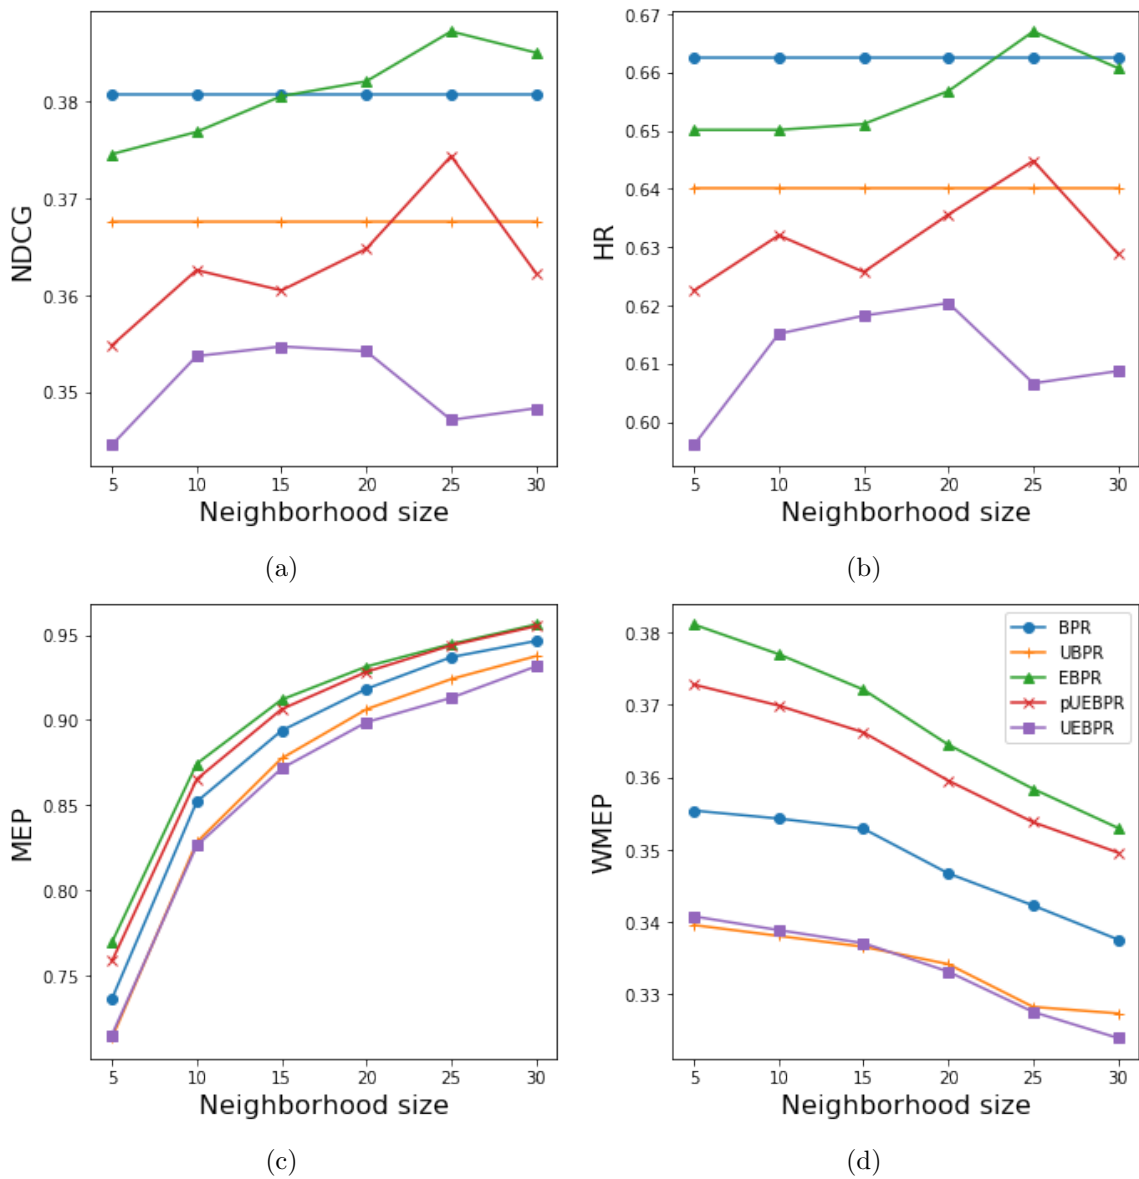 0.38
0.37
0.36
0.35
NDCG
5 10 15 20 25 30
Neighborhood size
(a)
0.67
0.66
0.65
0.64
0.63
0.62
0.61
0.60
HR
5 10 15 20 25 30
Neighborhood size
(b)
0.95
0.90
0.85
0.80
0.75
MEP
5 10 15 20 25 30
Neighborhood size
(c)
0.38
0.37
0.36
0.35
0.34
0.33
WMEP
BPR
UBPR
EBPR
pUEBPR
UEBPR
5 10 15 20 25 30
Neighborhood size
(d)